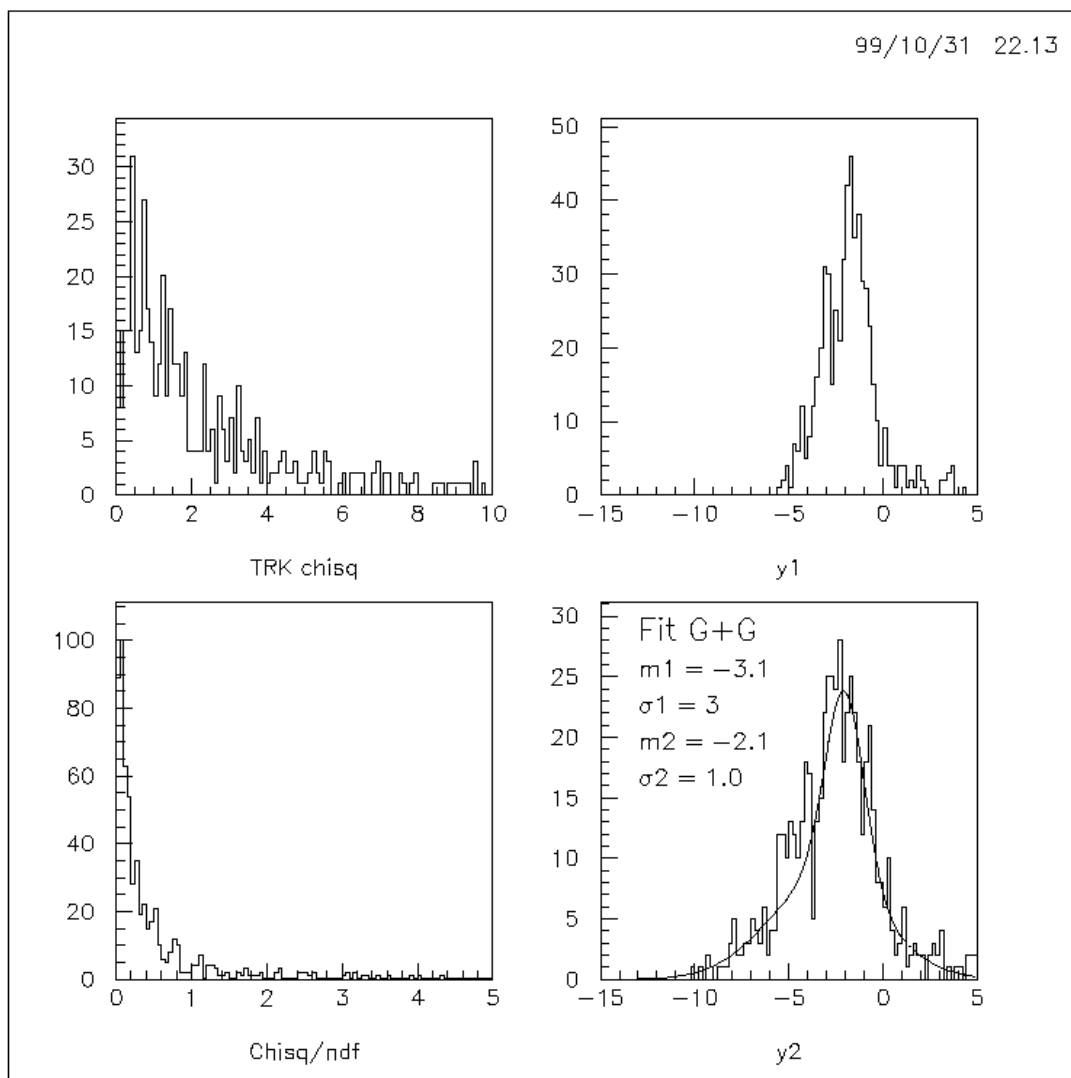 99/10/31 22.13
30
25
20
15
10
5
0
0 2 4 6 8 10
TRK chisq
50
40
30
20
10
0
−15 −10 −5 0 5
y1
100
80
60
40
20
0
0 1 2 3 4 5
Chisq/ndf
30
25
20
15
10
5
0
Fit G+G
m1 = −3.1
σ1 = 3
m2 = −2.1
σ2 = 1.0
−15 −10 −5 0 5
y2